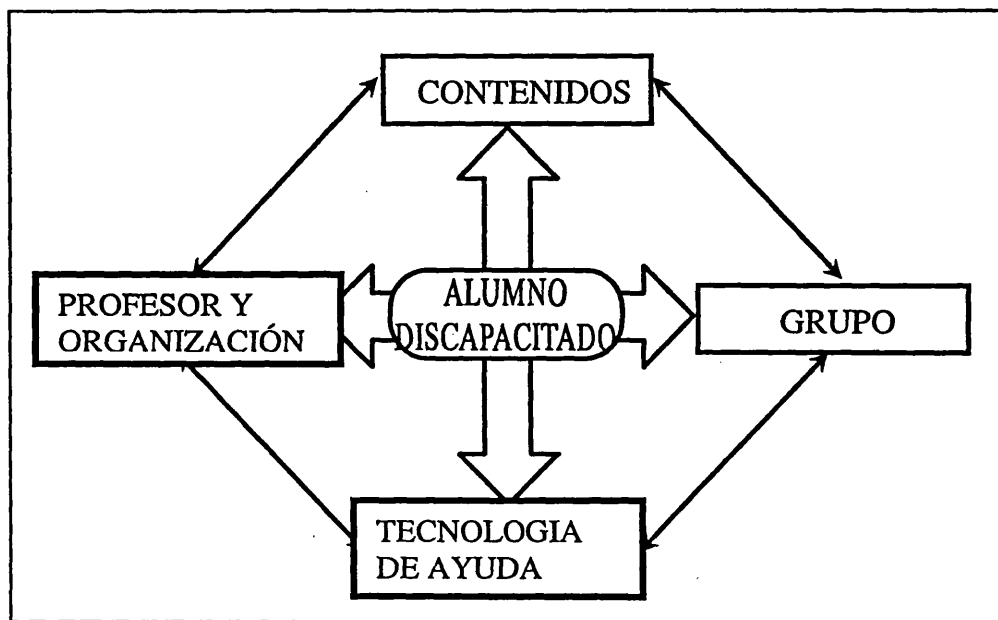 CONTENIDOS
PROFESOR Y
ORGANIZACIÓN
ALUMNO
DISCAPACITADO
GRUPO
TECNOLOGIA
DE AYUDA